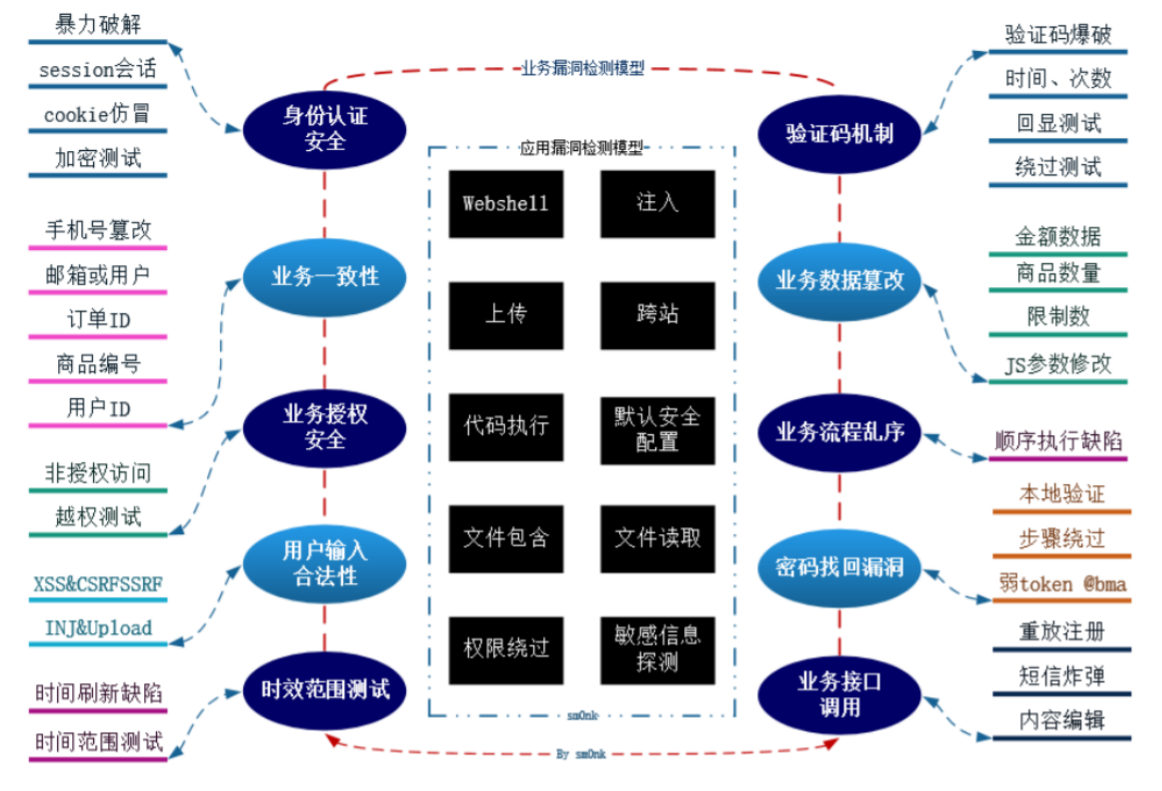 业务漏洞检测模型
暴力破解
session会话
cookie仿冒
加密测试
身份认证
安全
手机号篡改
邮箱或用户
订单ID
商品编号
用户ID
业务一致性
非授权访问
越权测试
业务授权
安全
XSS&CSRFSSRF
INJ&Upload
用户输入
合法性
时间刷新缺陷
时间范围测试
时效范围测试
应用漏洞检测模型
Webshell
注入
上传
跨站
代码执行
默认安全
配置
文件包含
文件读取
权限绕过
敏感信息
探测
sm0nk
By sm0nk
验证码机制
验证码爆破
时间、次数
回显测试
绕过测试
业务数据篡改
金额数据
商品数量
限制数
JS参数修改
业务流程乱序
顺序执行缺陷
密码找回漏洞
本地验证
步骤绕过
弱token @bma
业务接口
调用
重放注册
短信炸弹
内容编辑